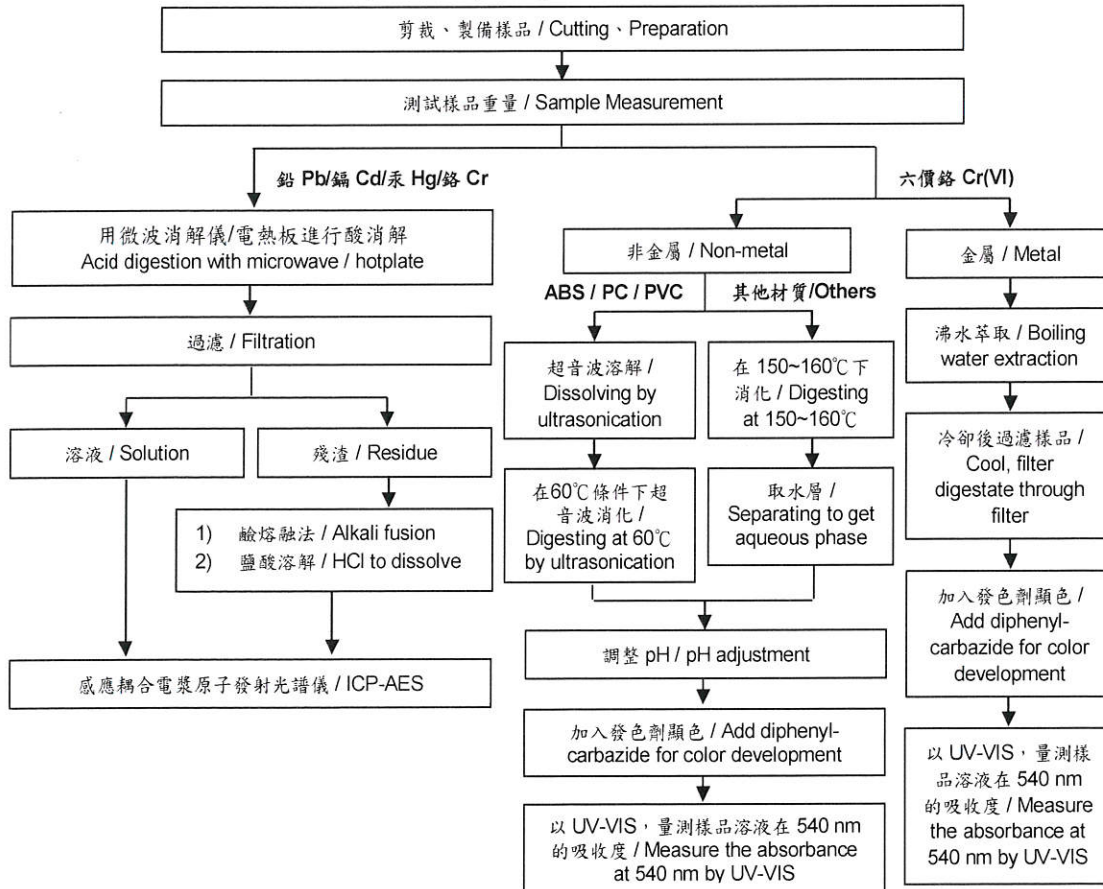 剪裁、製備樣品 / Cutting、Preparation
測試樣品重量 / Sample Measurement
鉛 Pb/鎘 Cd/汞 Hg/鉻 Cr
六價鉻 Cr(VI)
用微波消解儀/電熱板進行酸消解
Acid digestion with microwave / hotplate
過濾 / Filtration
溶液 / Solution
殘渣 / Residue
1) 鹼熔融法 / Alkali fusion
2) 鹽酸溶解 / HCl to dissolve
感應耦合電漿原子發射光譜儀 / ICP-AES
非金屬 / Non-metal
ABS / PC / PVC
其他材質/Others
超音波溶解 /
Dissolving by
ultrasonication
在60℃條件下超
音波消化 /
Digesting at 60℃
by ultrasonication
在 150~160℃下
消化 / Digesting
at 150~160℃
取水層 /
Separating to get
aqueous phase
調整 pH / pH adjustment
加入發色劑顯色 / Add diphenyl-
carbazide for color development
以 UV-VIS，量測樣品溶液在 540 nm
的吸收度 / Measure the absorbance
at 540 nm by UV-VIS
金屬 / Metal
沸水萃取 / Boiling
water extraction
冷卻後過濾樣品 /
Cool, filter
digestate through
filter
加入發色劑顯色 /
Add diphenyl-
carbazide for color
development
以 UV-VIS，量測樣
品溶液在 540 nm
的吸收度 / Measure
the absorbance at
540 nm by UV-VIS